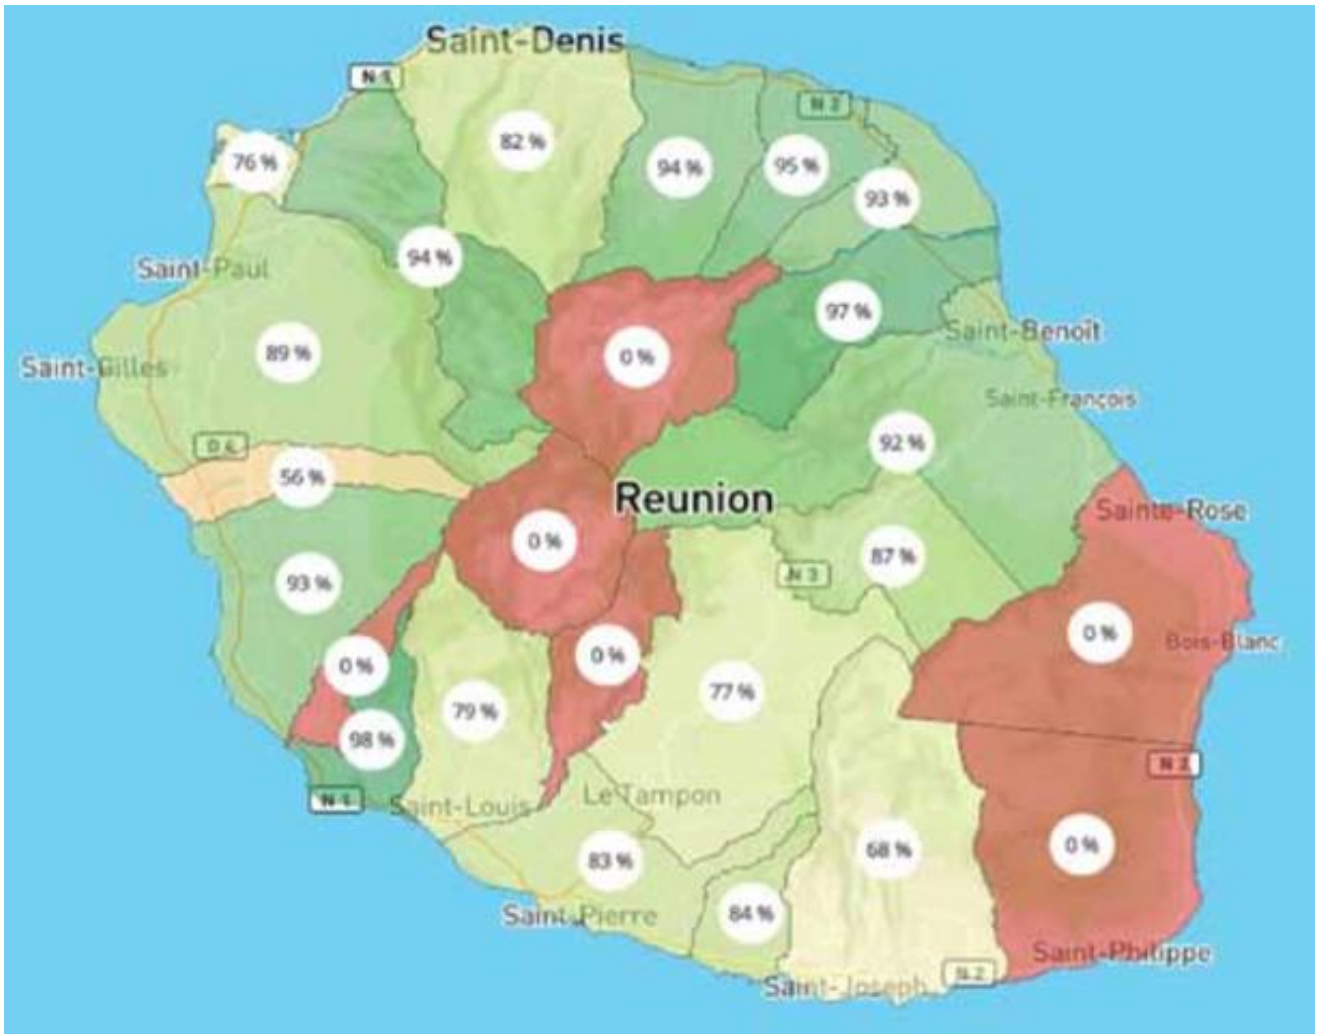 Saint-Denis
N 1
N 2
82 %
76 %
94 %
95 %
93 %
94 %
Saint-Paul
97 %
Saint-Benoît
89 %
0 %
Saint-Gilles
Saint-François
D 6
92 %
56 %
Reunion
Sainte-Rose
0 %
87 %
N 3
93 %
0 %
Bois-Blanc
0 %
0 %
77 %
79 %
98 %
N 2
N 1
Saint-Louis
Le Tampon
83 %
68 %
0 %
Saint-Pierre
84 %
Saint-Philippe
N 2
Saint-Joseph